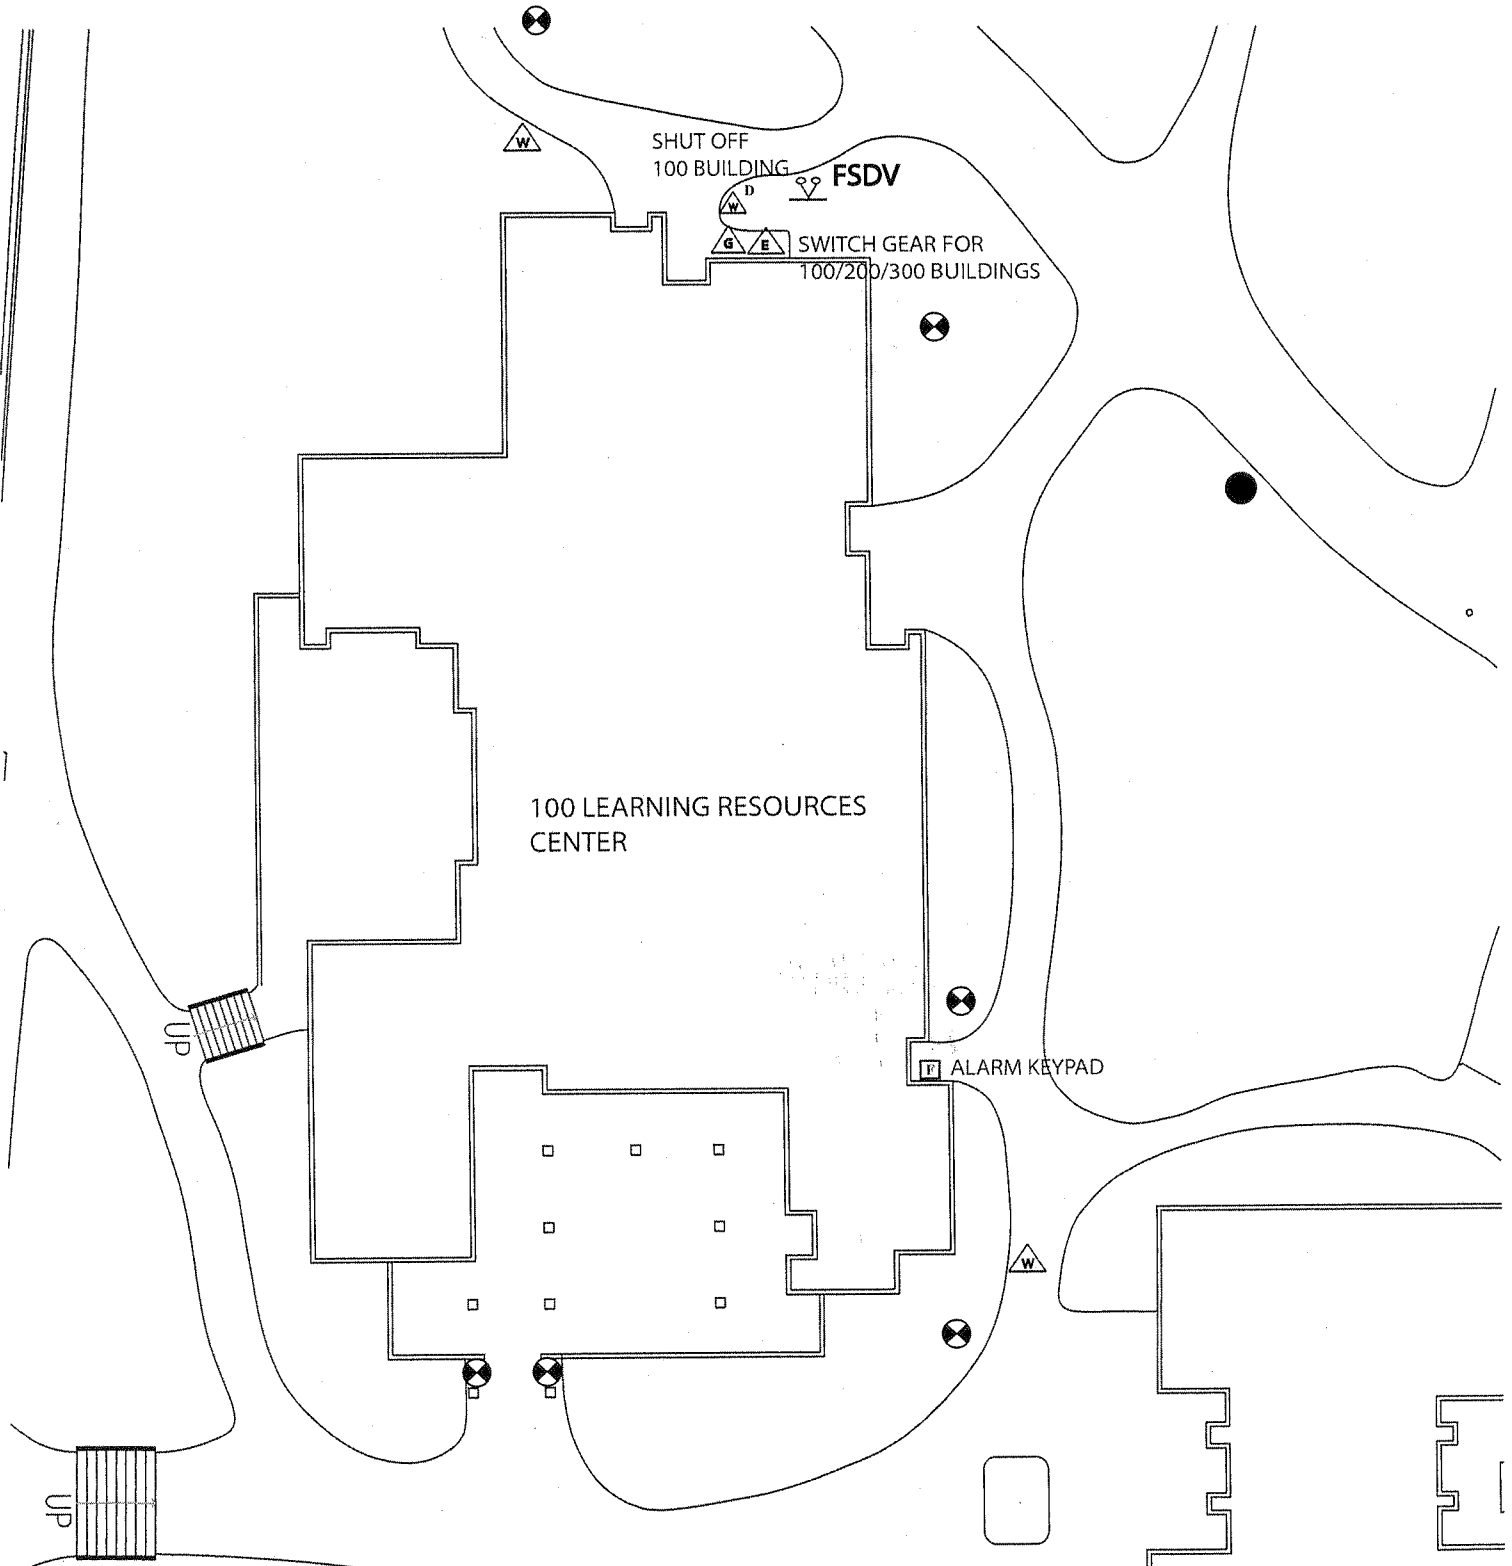 W
SHUT OFF
100 BUILDING
FSDV
D
W
G
E
SWITCH GEAR FOR
100/200/300 BUILDINGS
100 LEARNING RESOURCES
CENTER
UP
F
ALARM KEYPAD
W
UP